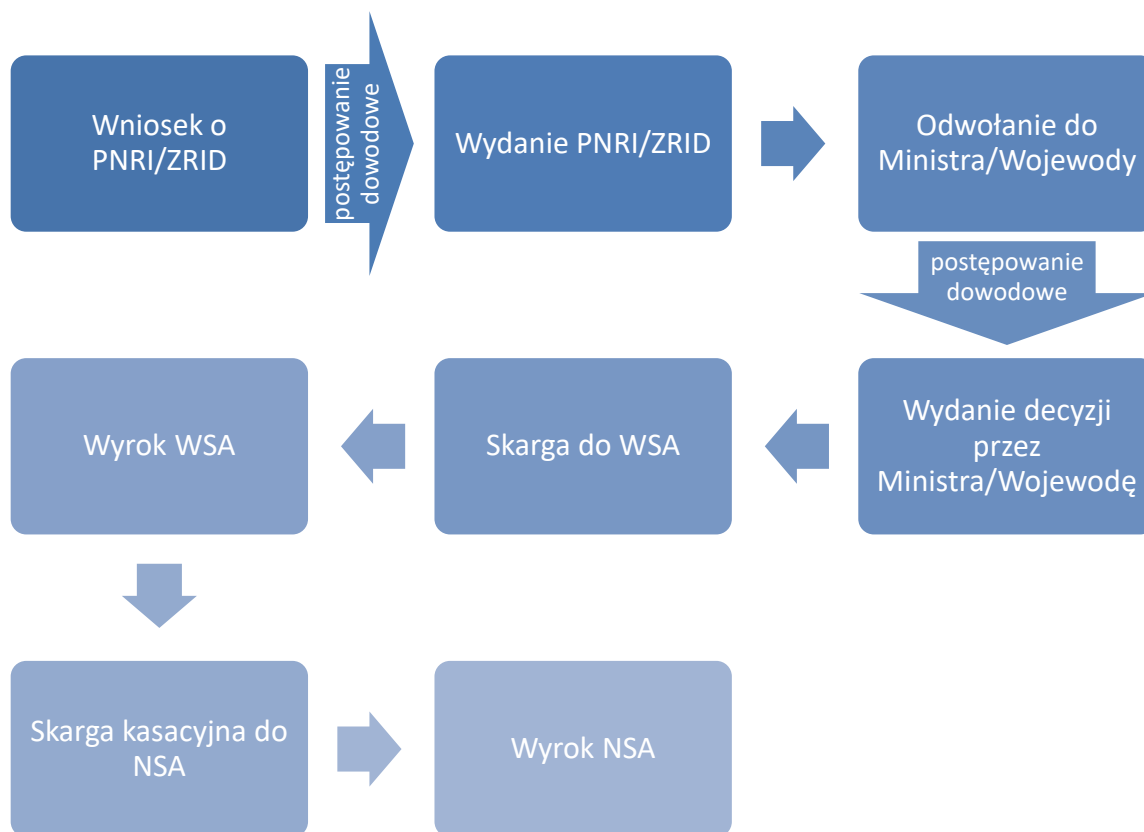 Wniosek o
PNRI/ZRID
postępowanie
dowodowe
Wydanie PNRI/ZRID
Odwołanie do
Ministra/Wojewody
postępowanie
dowodowe
Wydanie decyzji
przez
Ministra/Wojewodę
Skarga do WSA
Wyrok WSA
Skarga kasacyjna do
NSA
Wyrok NSA